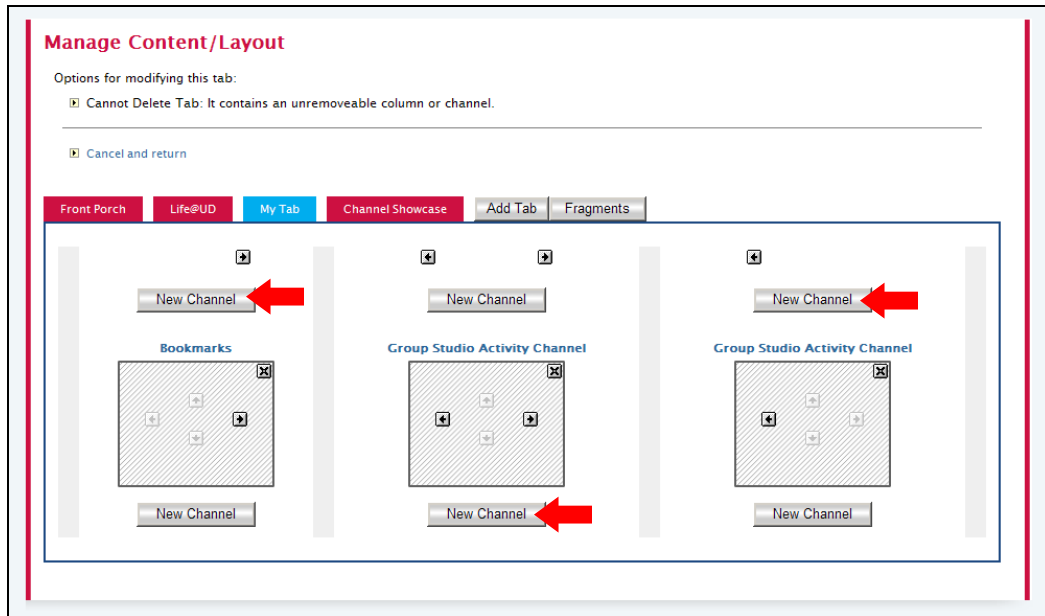 Manage Content/Layout
Options for modifying this tab:
Cannot Delete Tab: It contains an unremoveable column or channel.
Cancel and return
Front Porch Life@UD My Tab Channel Showcase Add Tab Fragments
New Channel New Channel New Channel
Bookmarks Group Studio Activity Channel Group Studio Activity Channel
New Channel New Channel New Channel